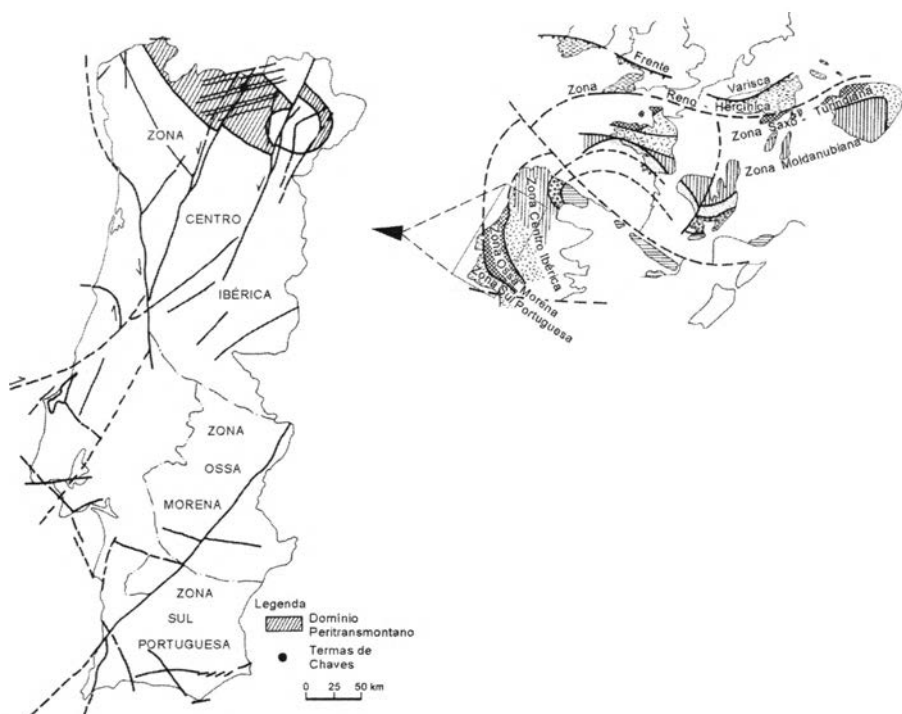 ZONA
CENTRO
IBÉRICA
ZONA
OSSA
MORENA
ZONA
SUL
PORTUGUESA
Legenda
Domínio
Peritransmontano
Termas de
Chaves
0 25 50 km
Frente
Varisca
Zona Reno Hercínica
Zona Saxo - Turingiana
Zona Moldanubiana
Zona Centro Ibérica
Zona Ossa Morena
Zona Sul Portuguesa